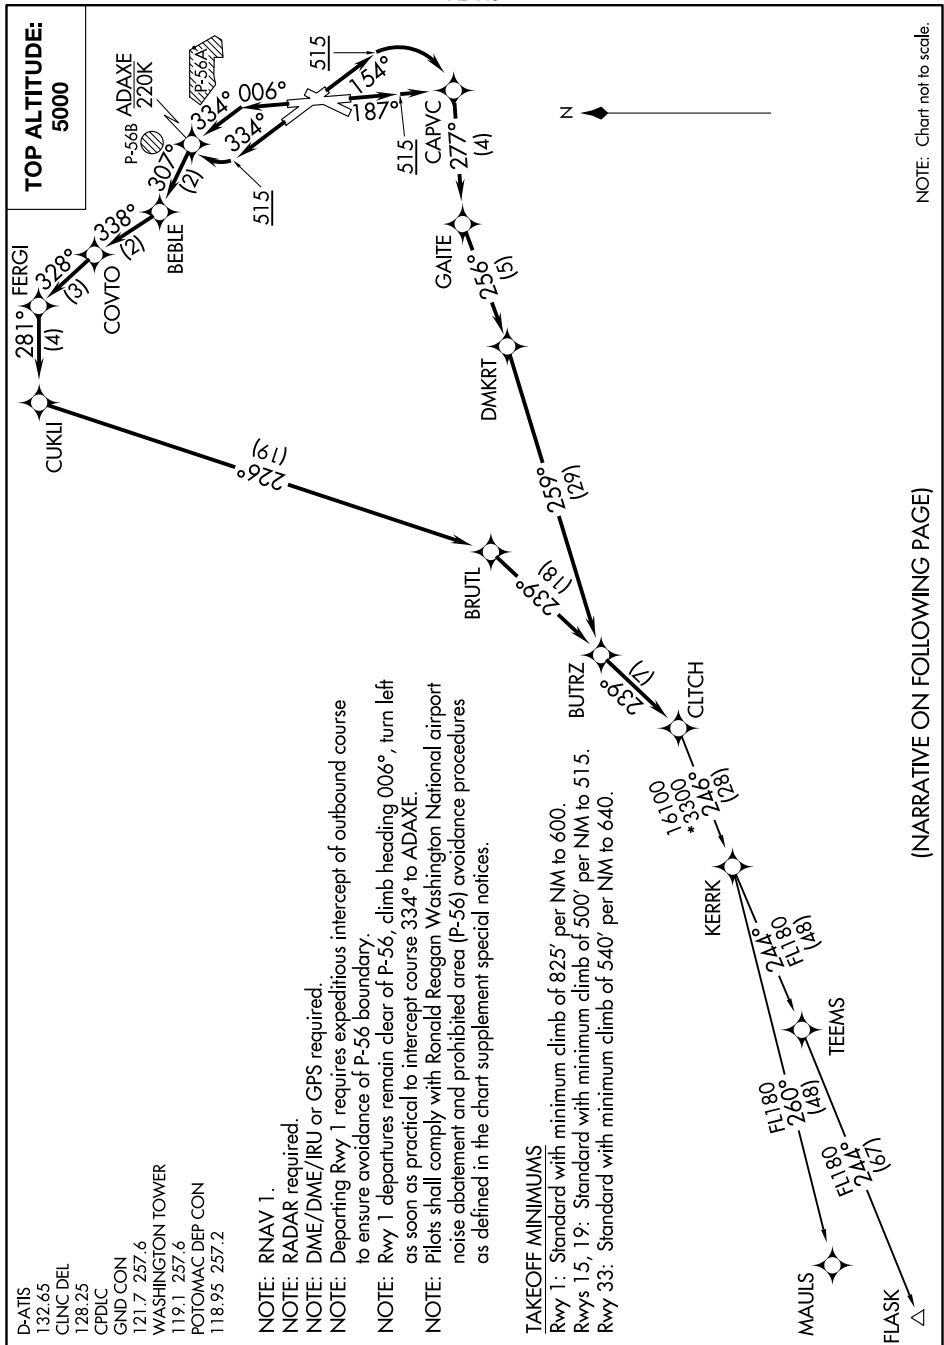 D-ATIS
132.65
CLNC DEL
128.25
CPDLC
GND CON
121.7 257.6
WASHINGTON TOWER
119.1 257.6
POTOMAC DEP CON
118.95 257.2
TOP ALTITUDE:
5000
NOTE: RNAV 1.
NOTE: RADAR required.
NOTE: DME/DME/IRU or GPS required.
NOTE: Departing Rwy 1 requires expeditious intercept of outbound course
to ensure avoidance of P-56 boundary.
NOTE: Rwy 1 departures remain clear of P-56, climb heading 006°, turn left
as soon as practical to intercept course 334° to ADAXE.
NOTE: Pilots shall comply with Ronald Reagan Washington National airport
noise abatement and prohibited area (P-56) avoidance procedures
as defined in the chart supplement special notices.
TAKEOFF MINIMUMS
Rwy 1: Standard with minimum climb of 825' per NM to 600.
Rwys 15, 19: Standard with minimum climb of 500' per NM to 515.
Rwy 33: Standard with minimum climb of 540' per NM to 640.
FERGI
281°
(4)
CUKLI
328°
(3)
COVTO
338°
(2)
BEBLE
307°
(2)
P-56B
ADAXE
220K
P-56A
334°
006°
334°
515
515
154°
187°
515
CAPVC
277°
(4)
GAITE
256°
(5)
DMKRT
259°
(29)
226°
(19)
BRUTL
239°
(18)
BUTRZ
239°
(7)
CLTCH
16100
*3300
246°
(28)
KERRK
244°
FL180
(48)
TEEMS
FL180
260°
(48)
MAULS
FL180
244°
(67)
FLASK
N
NOTE: Chart not to scale.
(NARRATIVE ON FOLLOWING PAGE)